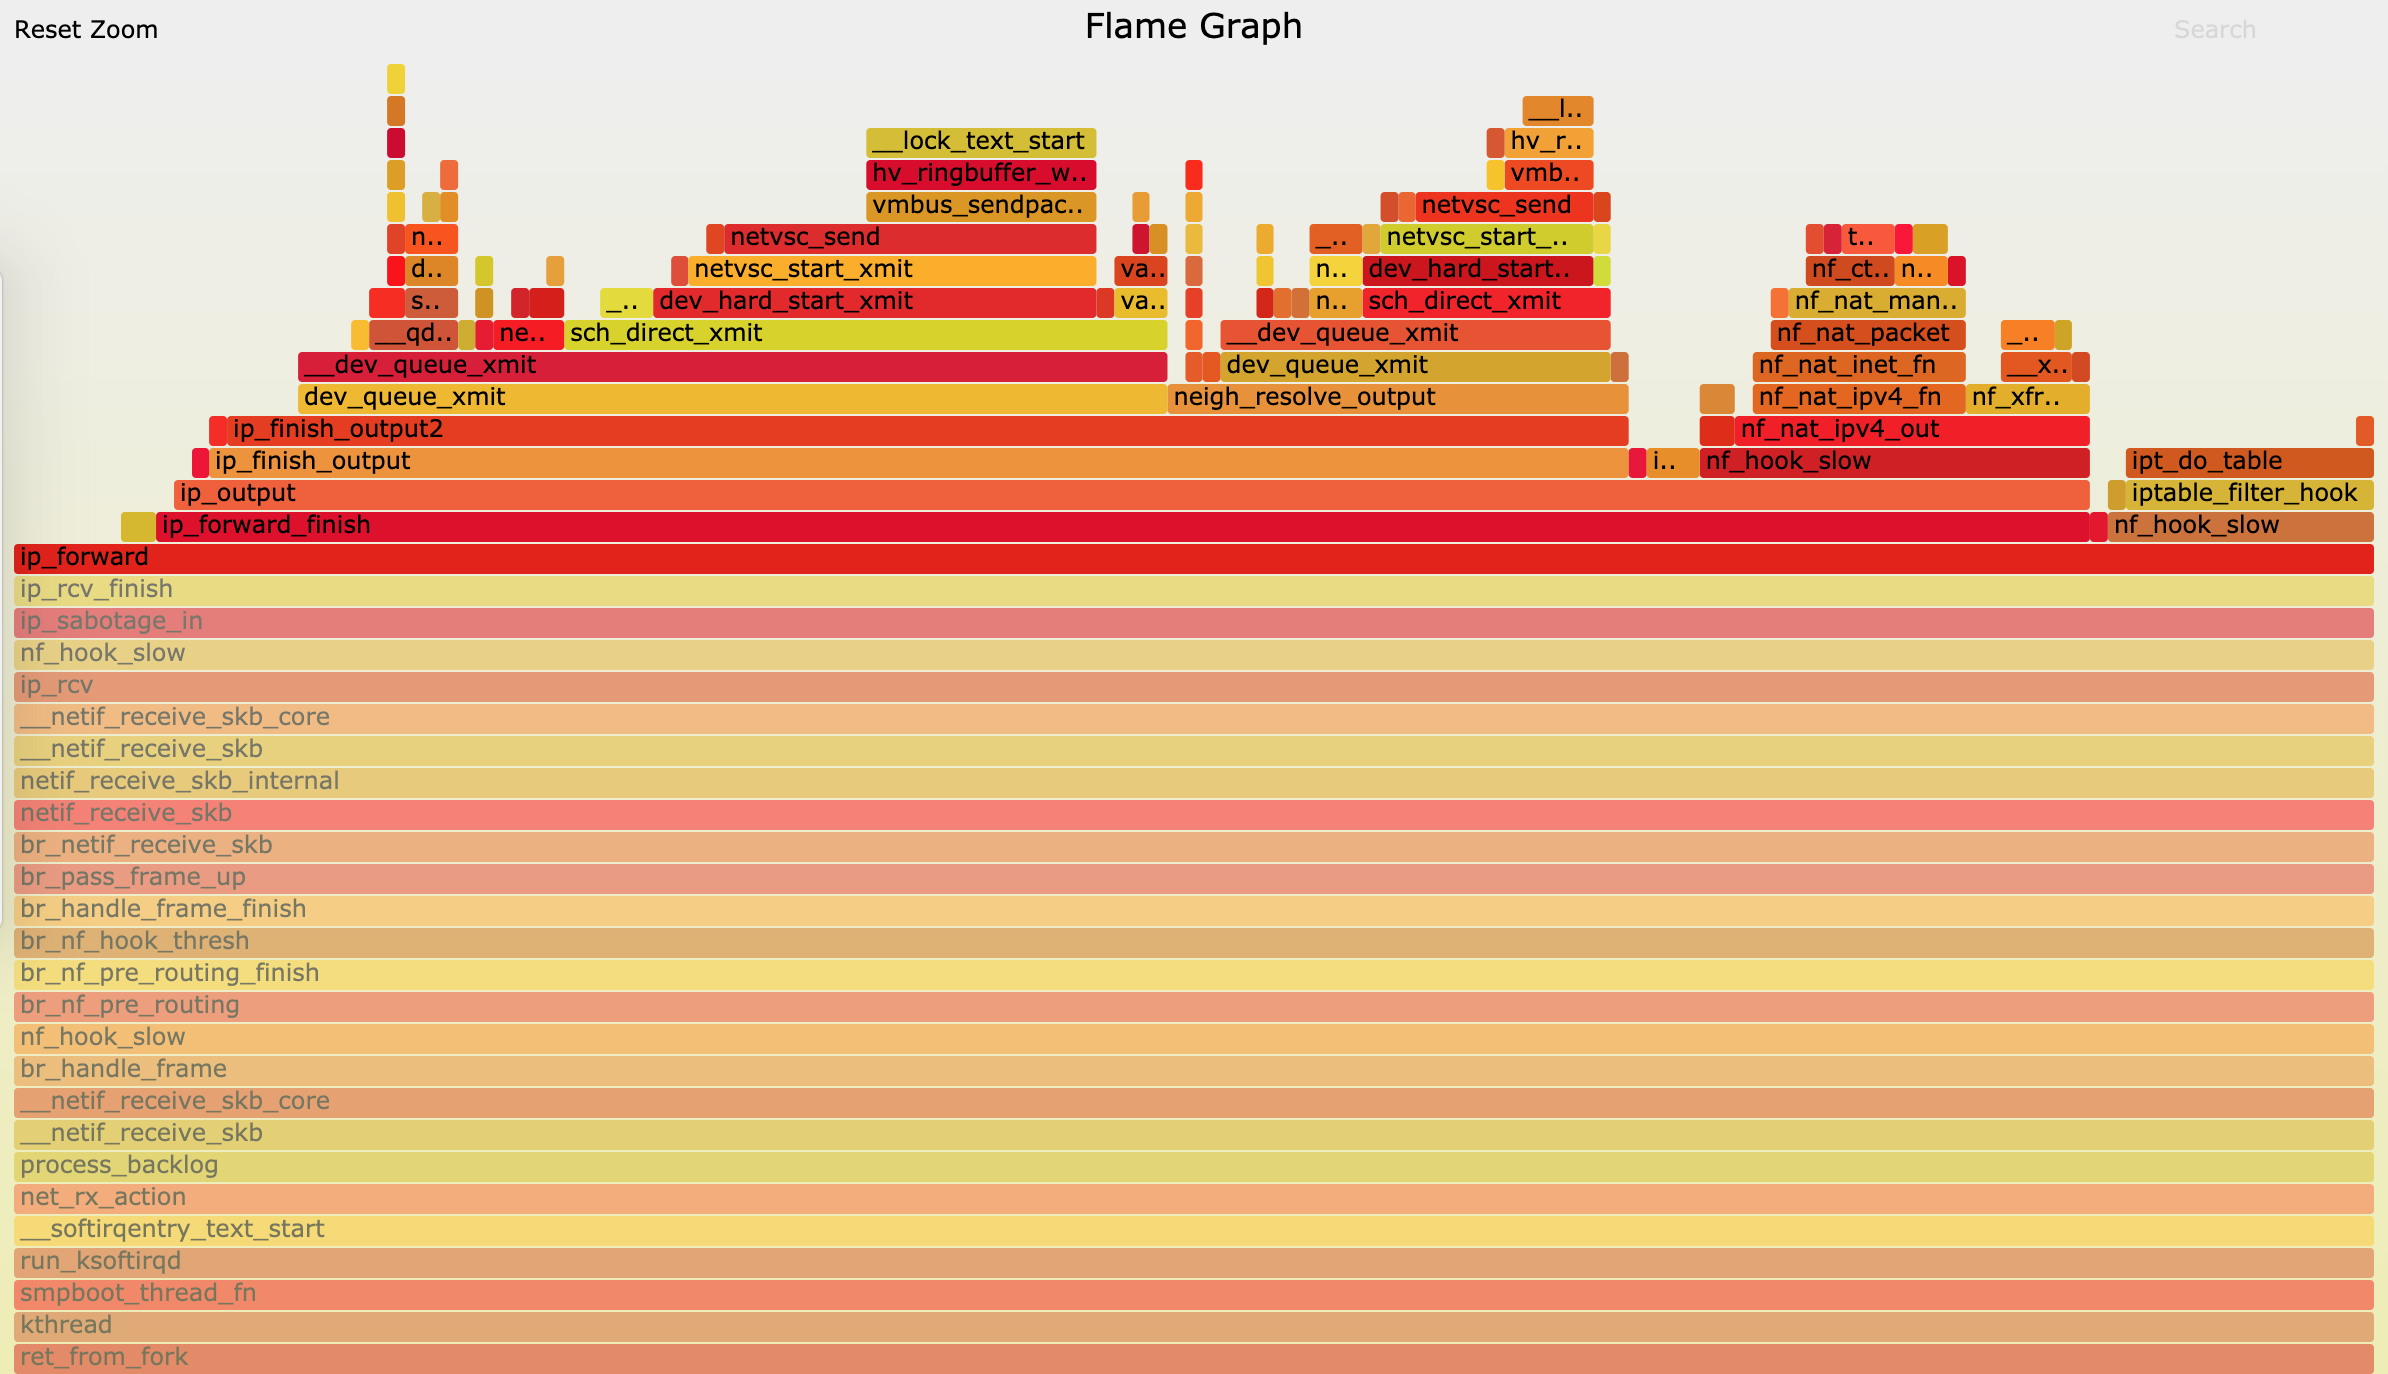 Reset Zoom Flame Graph Search
__l..
__lock_text_start hv_r..
hv_ringbuffer_w.. vmb..
vmbus_sendpac.. netvsc_send
n.. netvsc_send _.. netvsc_start_.. t..
d.. netvsc_start_xmit va.. n.. dev_hard_start.. nf_ct.. n..
s.. _.. dev_hard_start_xmit va.. n.. sch_direct_xmit nf_nat_man..
__qd.. ne.. sch_direct_xmit __dev_queue_xmit nf_nat_packet _..
__dev_queue_xmit dev_queue_xmit nf_nat_inet_fn __x..
dev_queue_xmit neigh_resolve_output nf_nat_ipv4_fn nf_xfr..
ip_finish_output2 nf_nat_ipv4_out
ip_finish_output i.. nf_hook_slow ipt_do_table
ip_output iptable_filter_hook
ip_forward_finish nf_hook_slow
ip_forward
ip_rcv_finish
ip_sabotage_in
nf_hook_slow
ip_rcv
__netif_receive_skb_core
__netif_receive_skb
netif_receive_skb_internal
netif_receive_skb
br_netif_receive_skb
br_pass_frame_up
br_handle_frame_finish
br_nf_hook_thresh
br_nf_pre_routing_finish
br_nf_pre_routing
nf_hook_slow
br_handle_frame
__netif_receive_skb_core
__netif_receive_skb
process_backlog
net_rx_action
__softirqentry_text_start
run_ksoftirqd
smpboot_thread_fn
kthread
ret_from_fork